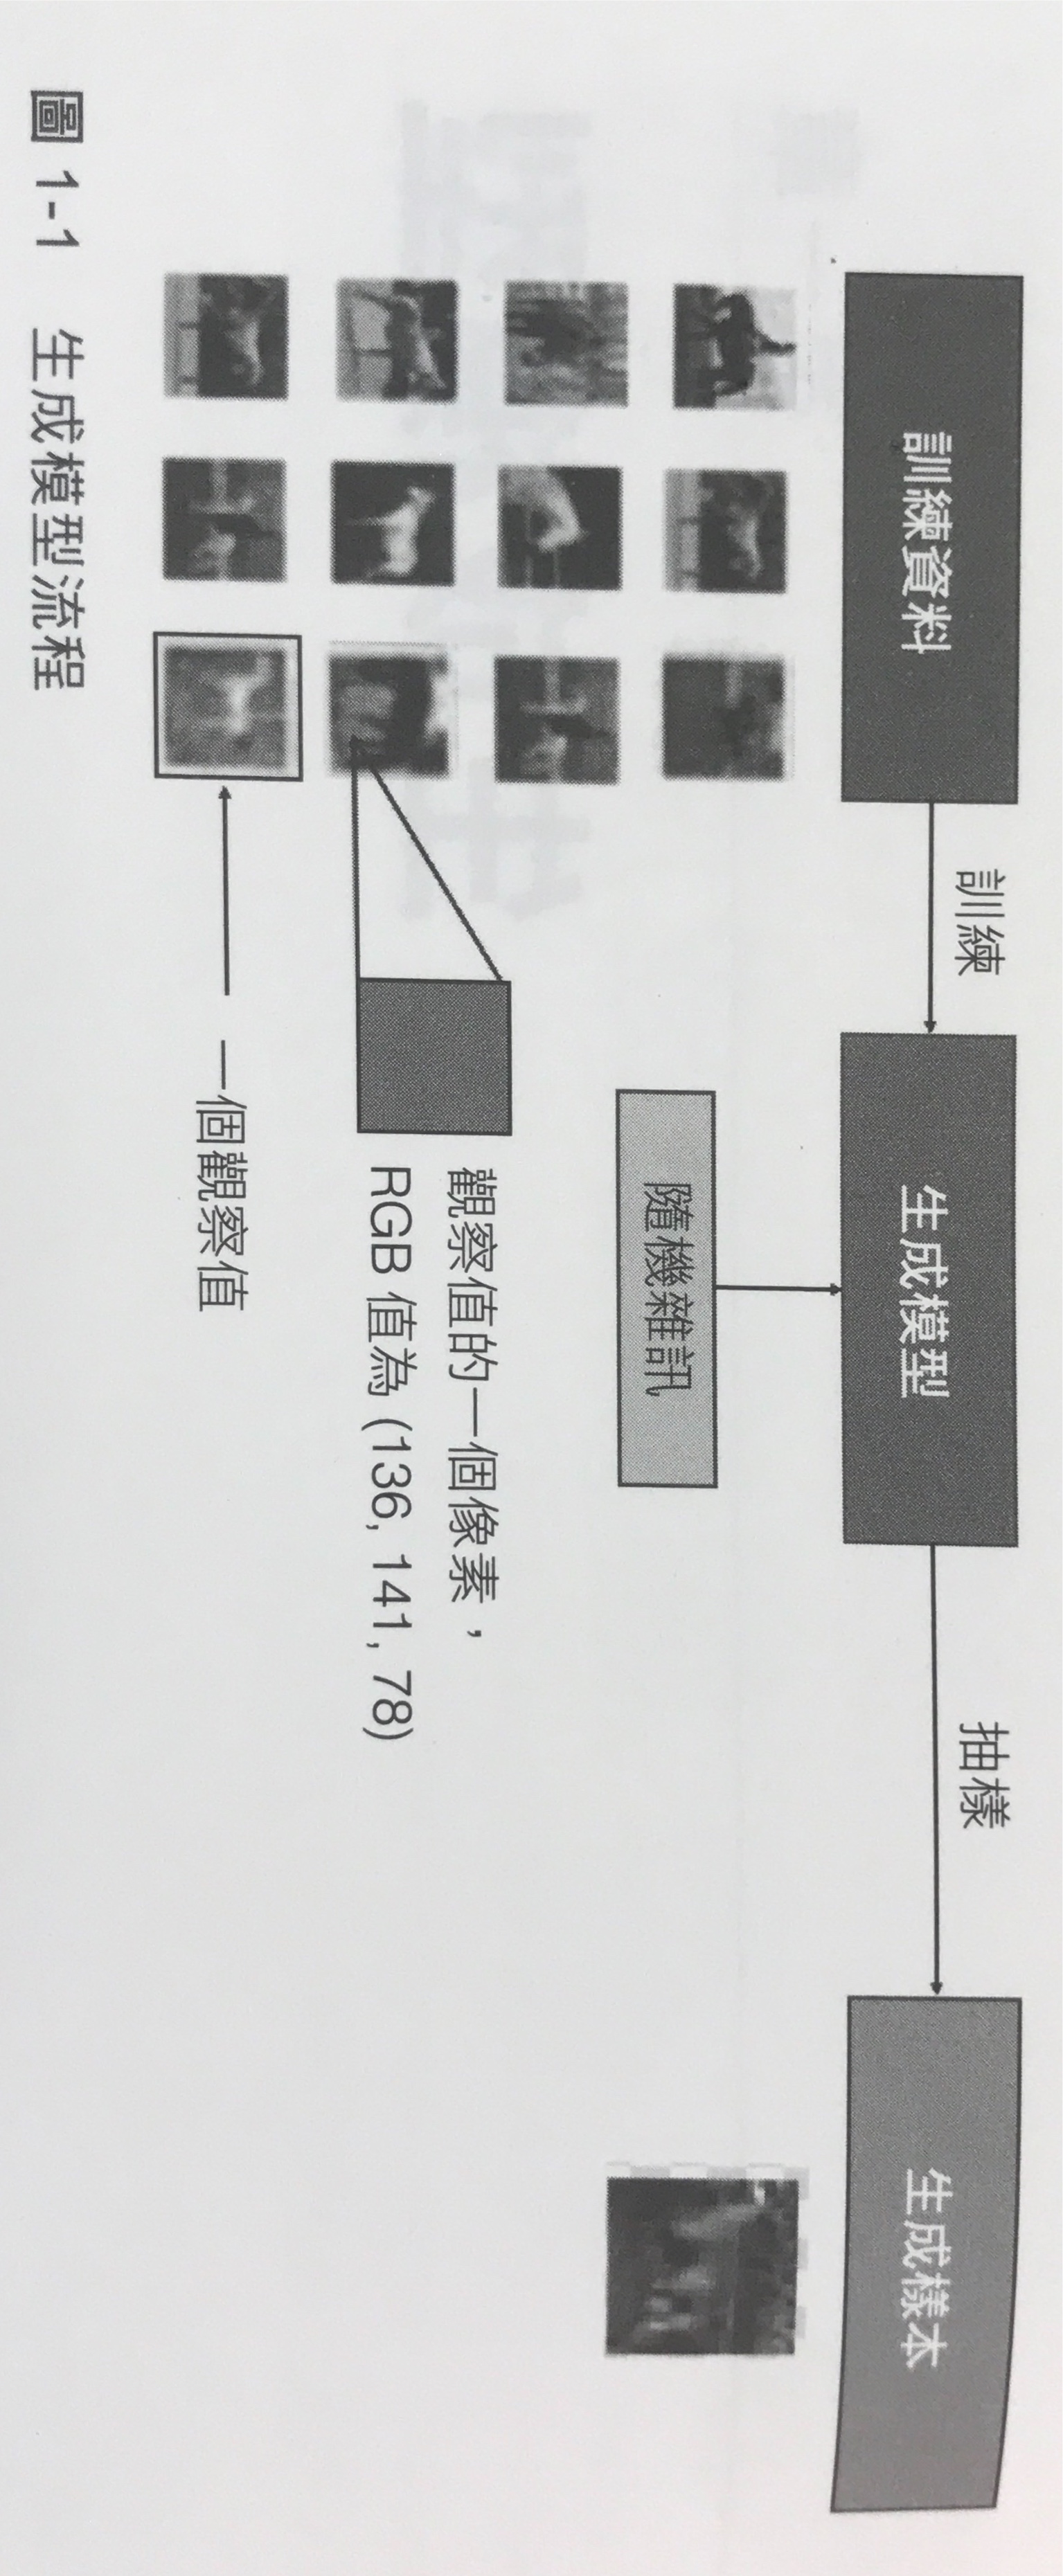 訓練資料
訓練
生成模型
抽樣
生成樣本
隨機雜訊
觀察值的一個像素，
RGB 值為 (136, 141, 78)
一個觀察值
圖 1-1 生成模型流程